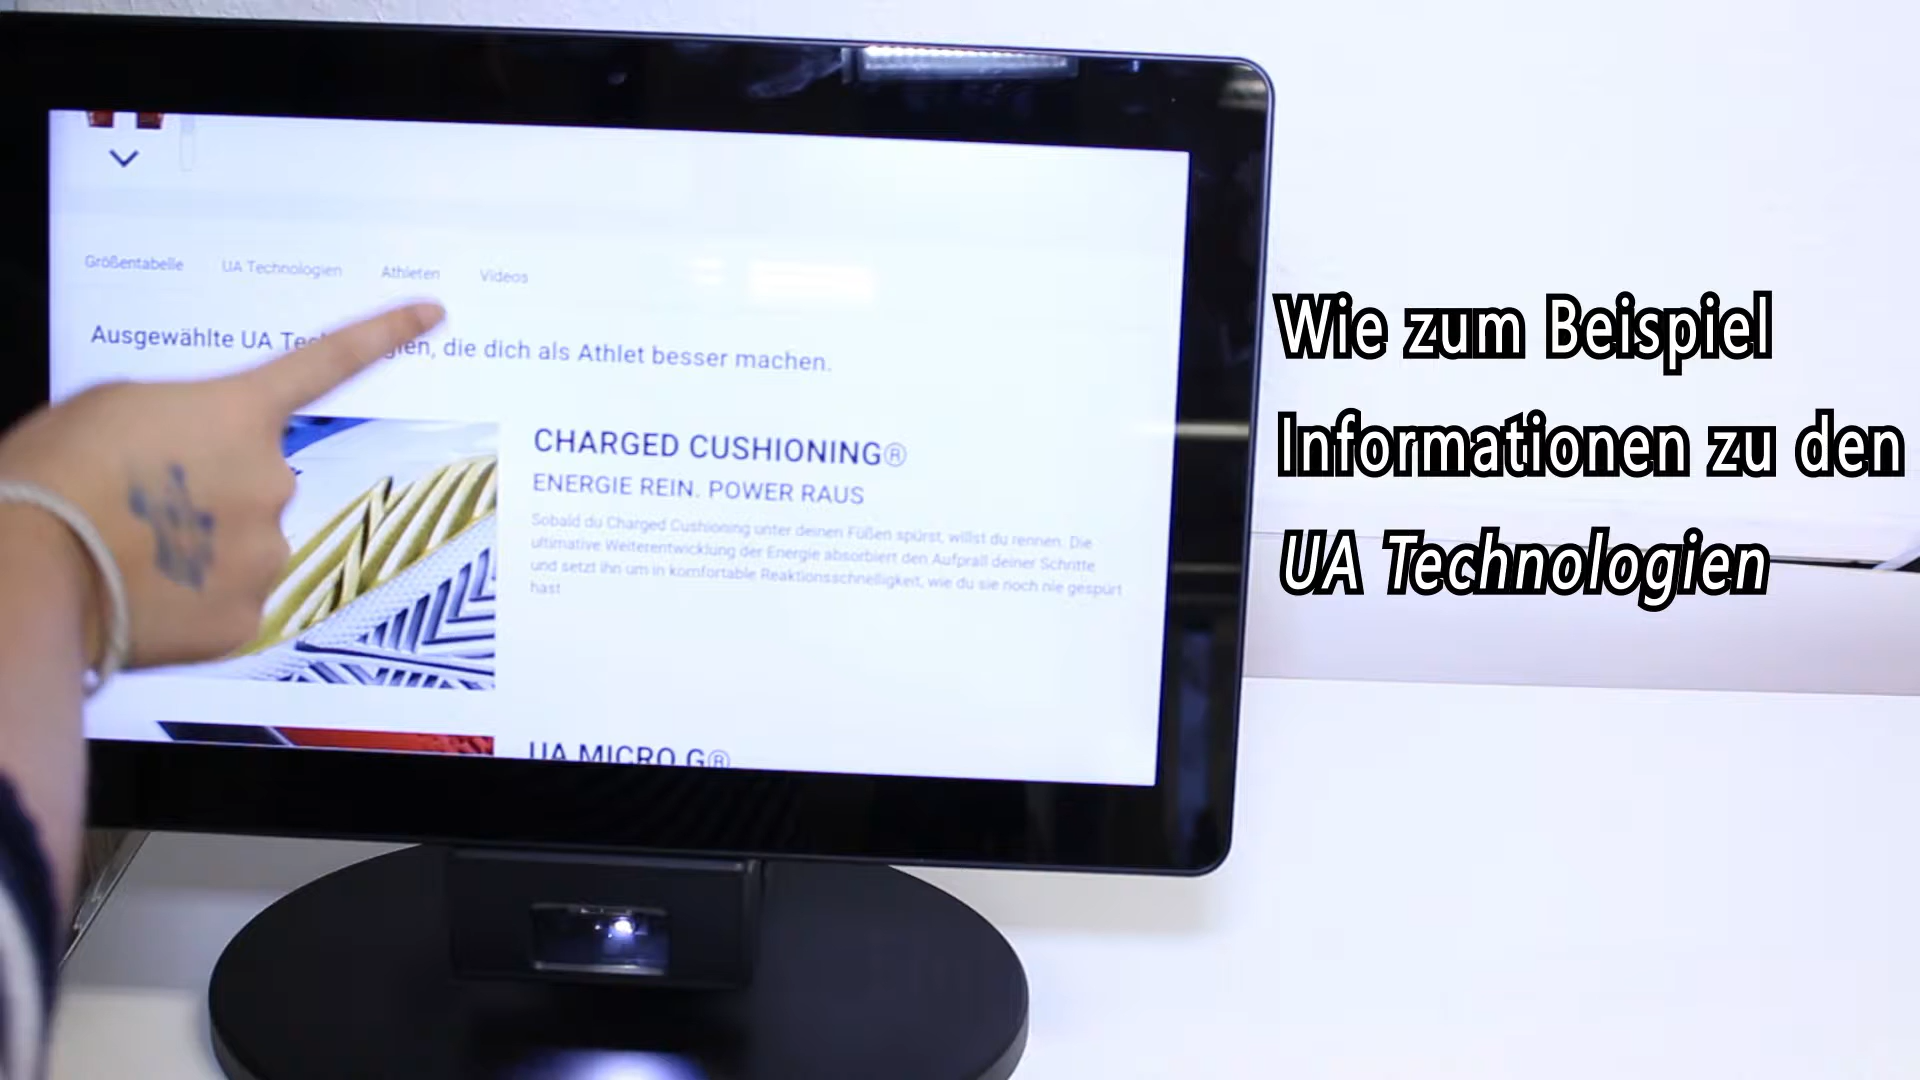 Größentabelle UA Technologien Athleten Videos
Ausgewählte UA Technologien, die dich als Athlet besser machen.
CHARGED CUSHIONING®
ENERGIE REIN. POWER RAUS
Sobald du Charged Cushioning unter deinen Füßen spürst, willst du rennen. Die
ultimative Weiterentwicklung der Energie absorbiert den Aufprall deiner Schritte
und setzt ihn um in komfortable Reaktionsschnelligkeit, wie du sie noch nie gespürt
hast
UA MICRO G®
Wie zum Beispiel
Informationen zu den
UA Technologien